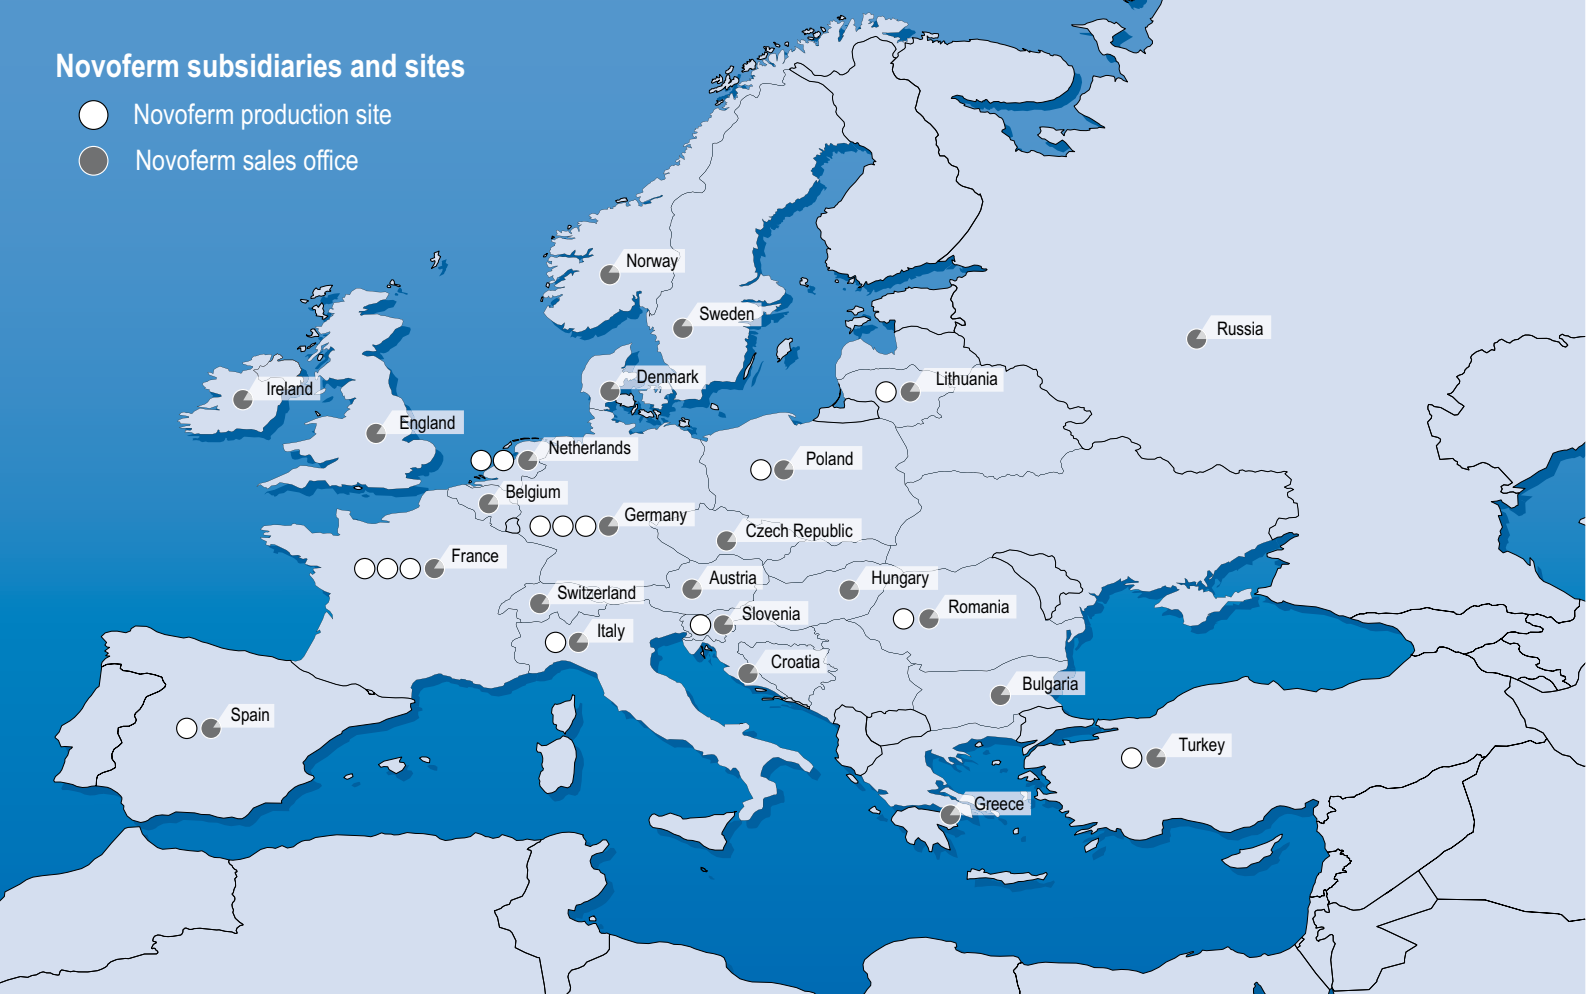 Novoferm subsidiaries and sites
Novoferm production site
Novoferm sales office
Norway
Sweden
Russia
Denmark
Lithuania
Ireland
England
Netherlands
Poland
Belgium
Germany
Czech Republic
France
Austria
Hungary
Switzerland
Romania
Slovenia
Italy
Croatia
Bulgaria
Spain
Turkey
Greece